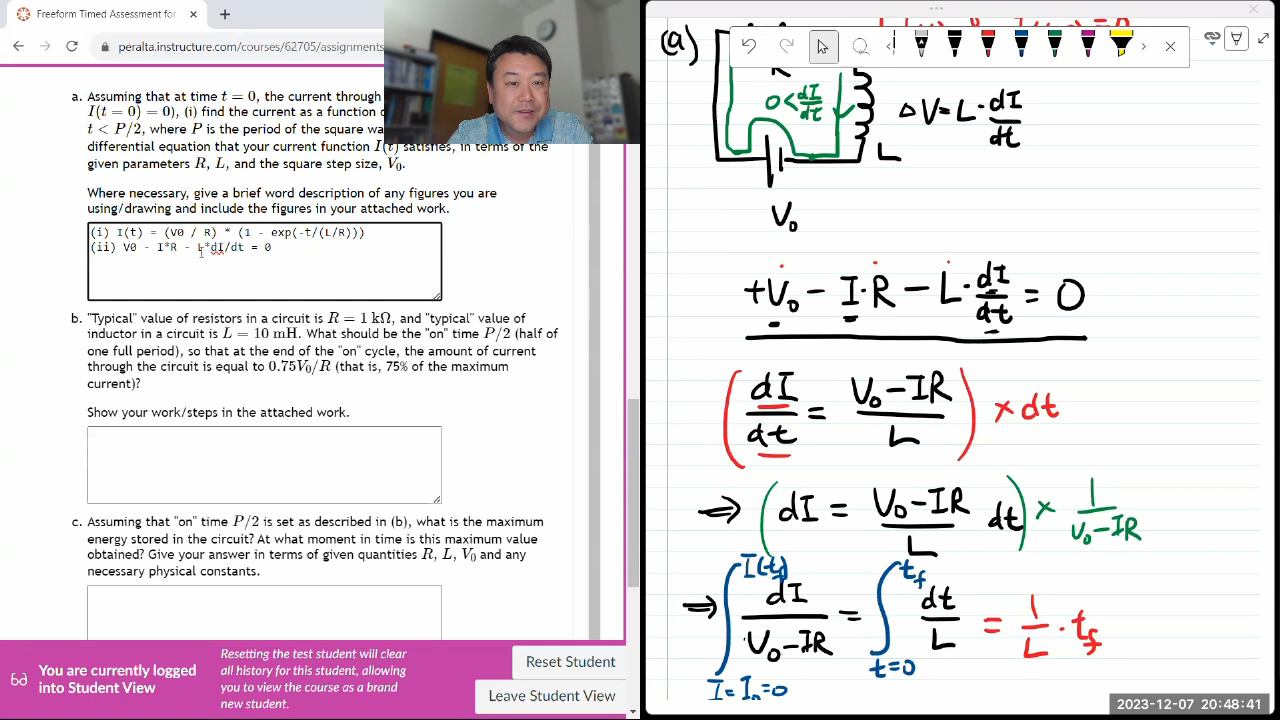 Freeform Timed Assessment for
peralta.instructure.com/courses/62705/assignments
a. Assuming that at time t = 0, the current through
I(t = 0) = 0), (i) find the current as a function o
t < P/2, where P is the period of the square wa
differential equation that your current function I(t) satisfies, in terms of the
given parameters R, L, and the square step size, V₀.
Where necessary, give a brief word description of any figures you are
using/drawing and include the figures in your attached work.
(i) I(t) = (V0 / R) * (1 - exp(-t/(L/R)))
(ii) V0 - I*R - L*dI/dt = 0
b. "Typical" value of resistors in a circuit is R = 1 kΩ, and "typical" value of
inductor in a circuit is L = 10 mH. What should be the "on" time P/2 (half of
one full period), so that at the end of the "on" cycle, the amount of current
through the circuit is equal to 0.75V₀/R (that is, 75% of the maximum
current)?
Show your work/steps in the attached work.
c. Assuming that "on" time P/2 is set as described in (b), what is the maximum
energy stored in the circuit? At what moment in time is this maximum value
obtained? Give your answer in terms of given quantities R, L, V₀ and any
necessary physical constants.
You are currently logged
into Student View
Resetting the test student will clear
all history for this student, allowing
you to view the course as a brand
new student.
Reset Student
Leave Student View
(a)
0 < dI/dt
ΔV = L · dI/dt
L
V₀
+V₀ − I·R − L · dI/dt = 0
(dI/dt = (V₀ − IR)/L) × dt
⇒ (dI = (V₀ − IR)/L dt) × 1/(V₀ − IR)
⇒ ∫_{I = I₀ = 0}^{I(t_f)} dI/(V₀ − IR) = ∫_{t=0}^{t_f} dt/L = 1/L · t_f
2023-12-07 20:48:41